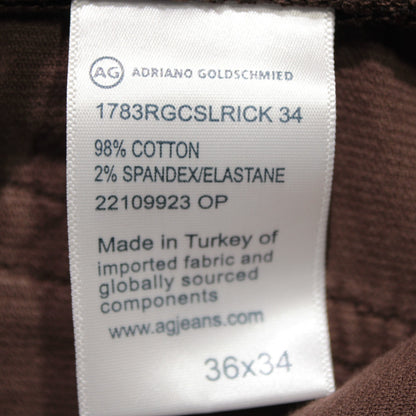 AG ADRIANO GOLDSCHMIED
1783RGCSLRICK 34
98% COTTON
2% SPANDEX/ELASTANE
22109923 OP
Made in Turkey of
imported fabric and
globally sourced
components
www.agjeans.com
36x34